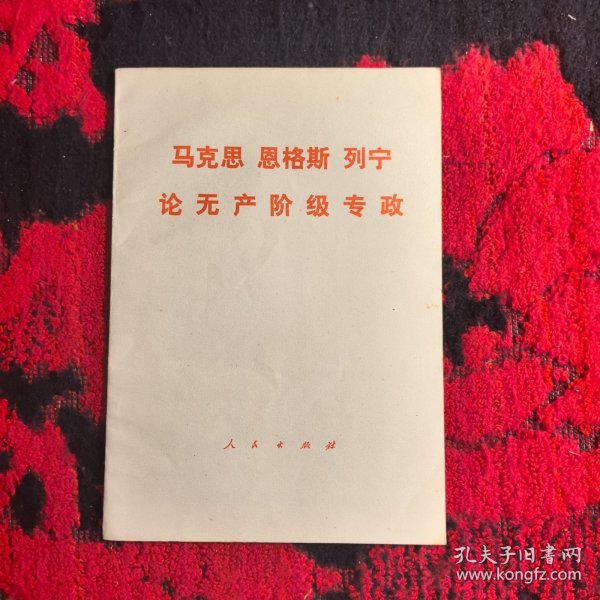 马克思 恩格斯 列宁
论无产阶级专政
人民出版社
孔夫子旧書网
www.kongfz.com